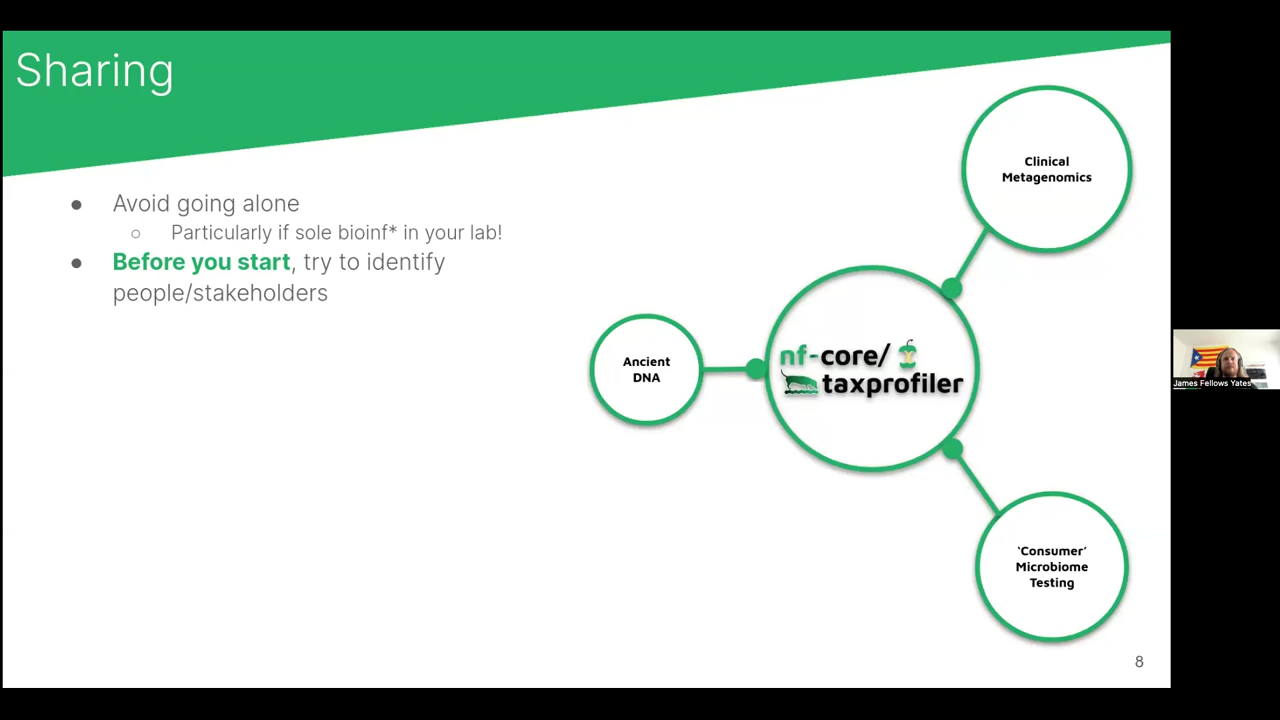 Sharing
● Avoid going alone
○ Particularly if sole bioinf* in your lab!
● Before you start, try to identify
people/stakeholders
Clinical
Metagenomics
Ancient
DNA
nf-core/
taxprofiler
‘Consumer’
Microbiome
Testing
James Fellows Yates
8